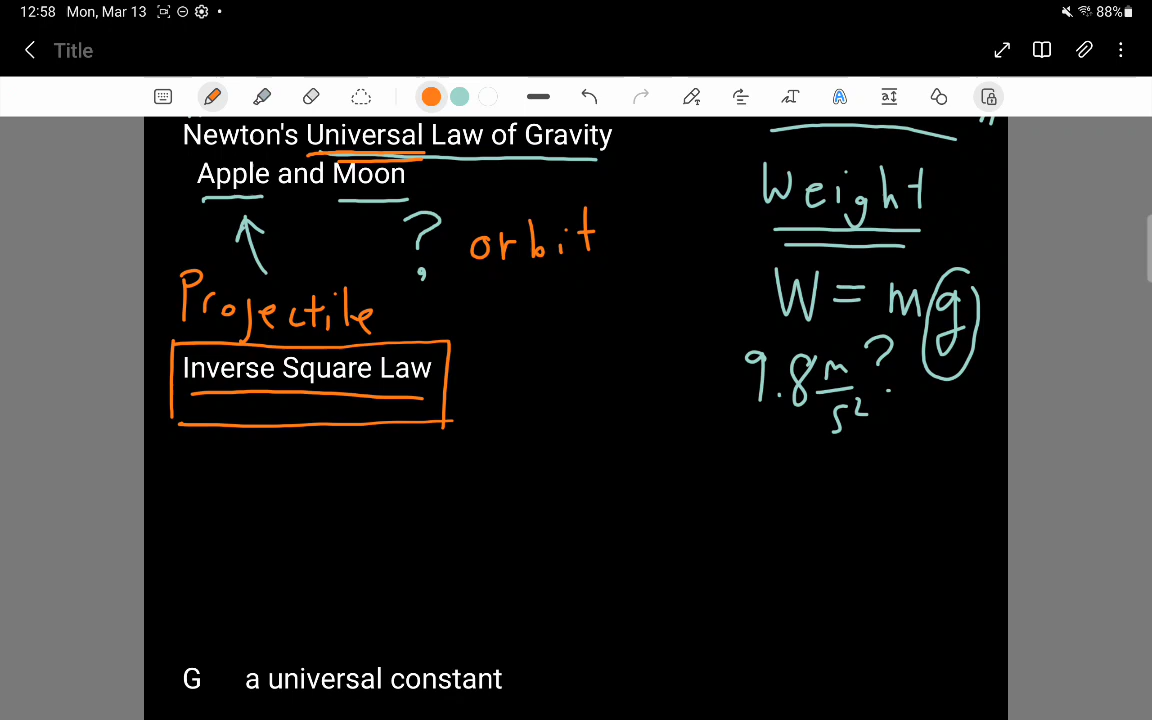 12:58 Mon, Mar 13
88%
Title
Newton's Universal Law of Gravity
Apple and Moon
?
orbit
Projectile
Inverse Square Law
Weight
W = mg
9.8 m/s² ?
G a universal constant